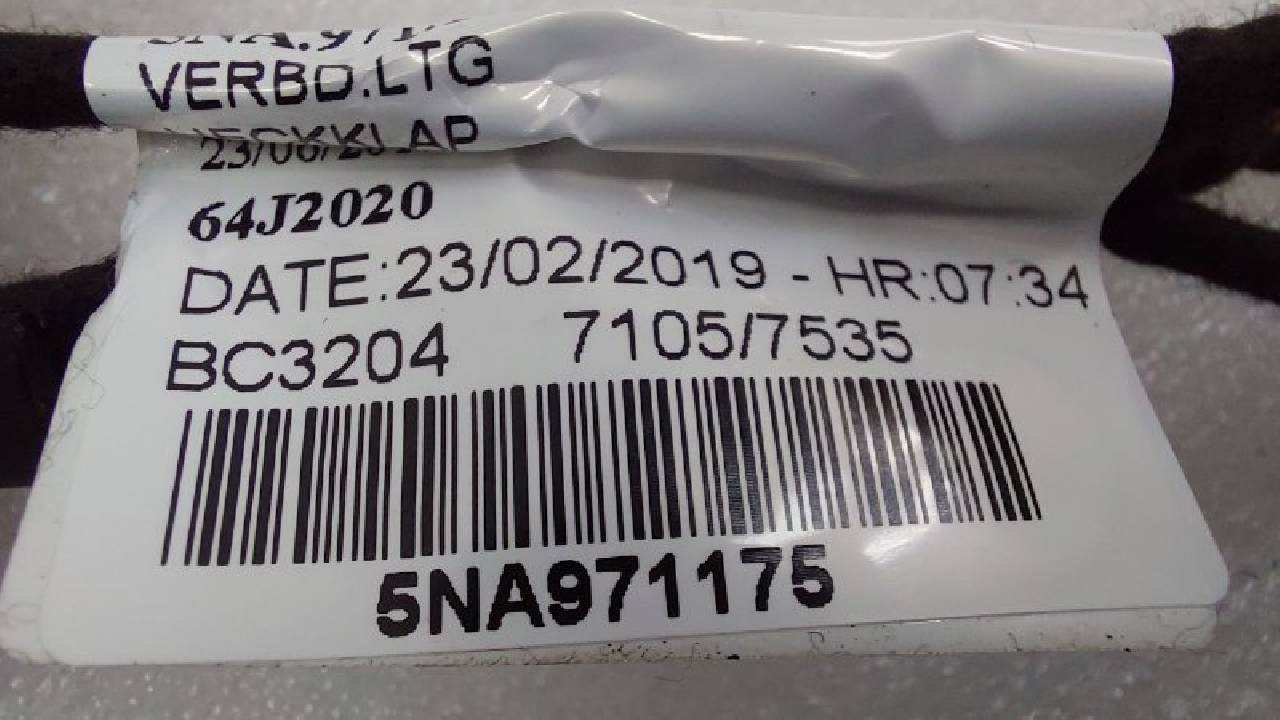 VERBD.LTG
64J2020
DATE:23/02/2019 - HR:07:34
BC3204 7105/7535
5NA971175